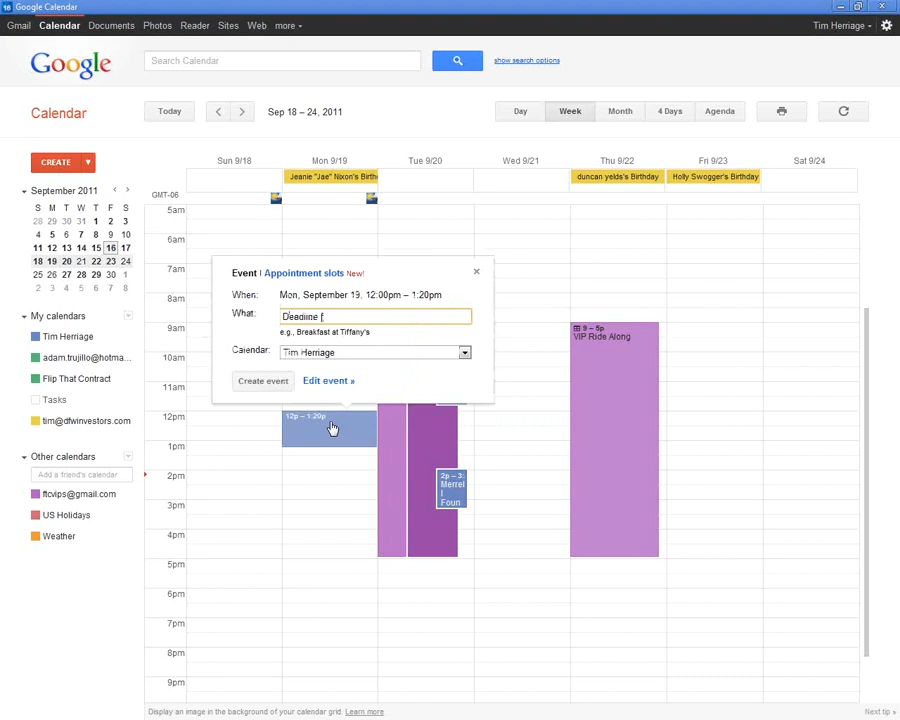 Google Calendar
Gmail Calendar Documents Photos Reader Sites Web more
Tim Herriage
Google
Search Calendar
show search options
Calendar
Today
Sep 18 – 24, 2011
Day Week Month 4 Days Agenda
CREATE
September 2011
S M T W T F S
28 29 30 31 1 2 3
4 5 6 7 8 9 10
11 12 13 14 15 16 17
18 19 20 21 22 23 24
25 26 27 28 29 30 1
2 3 4 5 6 7 8
My calendars
Tim Herriage
adam.trujillo@hotma...
Flip That Contract
Tasks
tim@dfwinvestors.com
Other calendars
Add a friend's calendar
ftcvips@gmail.com
US Holidays
Weather
Sun 9/18 Mon 9/19 Tue 9/20 Wed 9/21 Thu 9/22 Fri 9/23 Sat 9/24
Jeanie "Jae" Nixon's Birth
duncan yelds's Birthday
Holly Swogger's Birthday
GMT-06
5am
6am
7am
8am
9am
10am
11am
12pm
1pm
2pm
3pm
4pm
5pm
6pm
7pm
8pm
9pm
Event | Appointment slots New!
When: Mon, September 19, 12:00pm – 1:20pm
What: Deadline f
e.g., Breakfast at Tiffany's
Calendar: Tim Herriage
Create event
Edit event »
12p – 1:20p
2p – 3:
Merrel
l
Foun
9 – 5p
VIP Ride Along
Display an image in the background of your calendar grid. Learn more
Next tip »